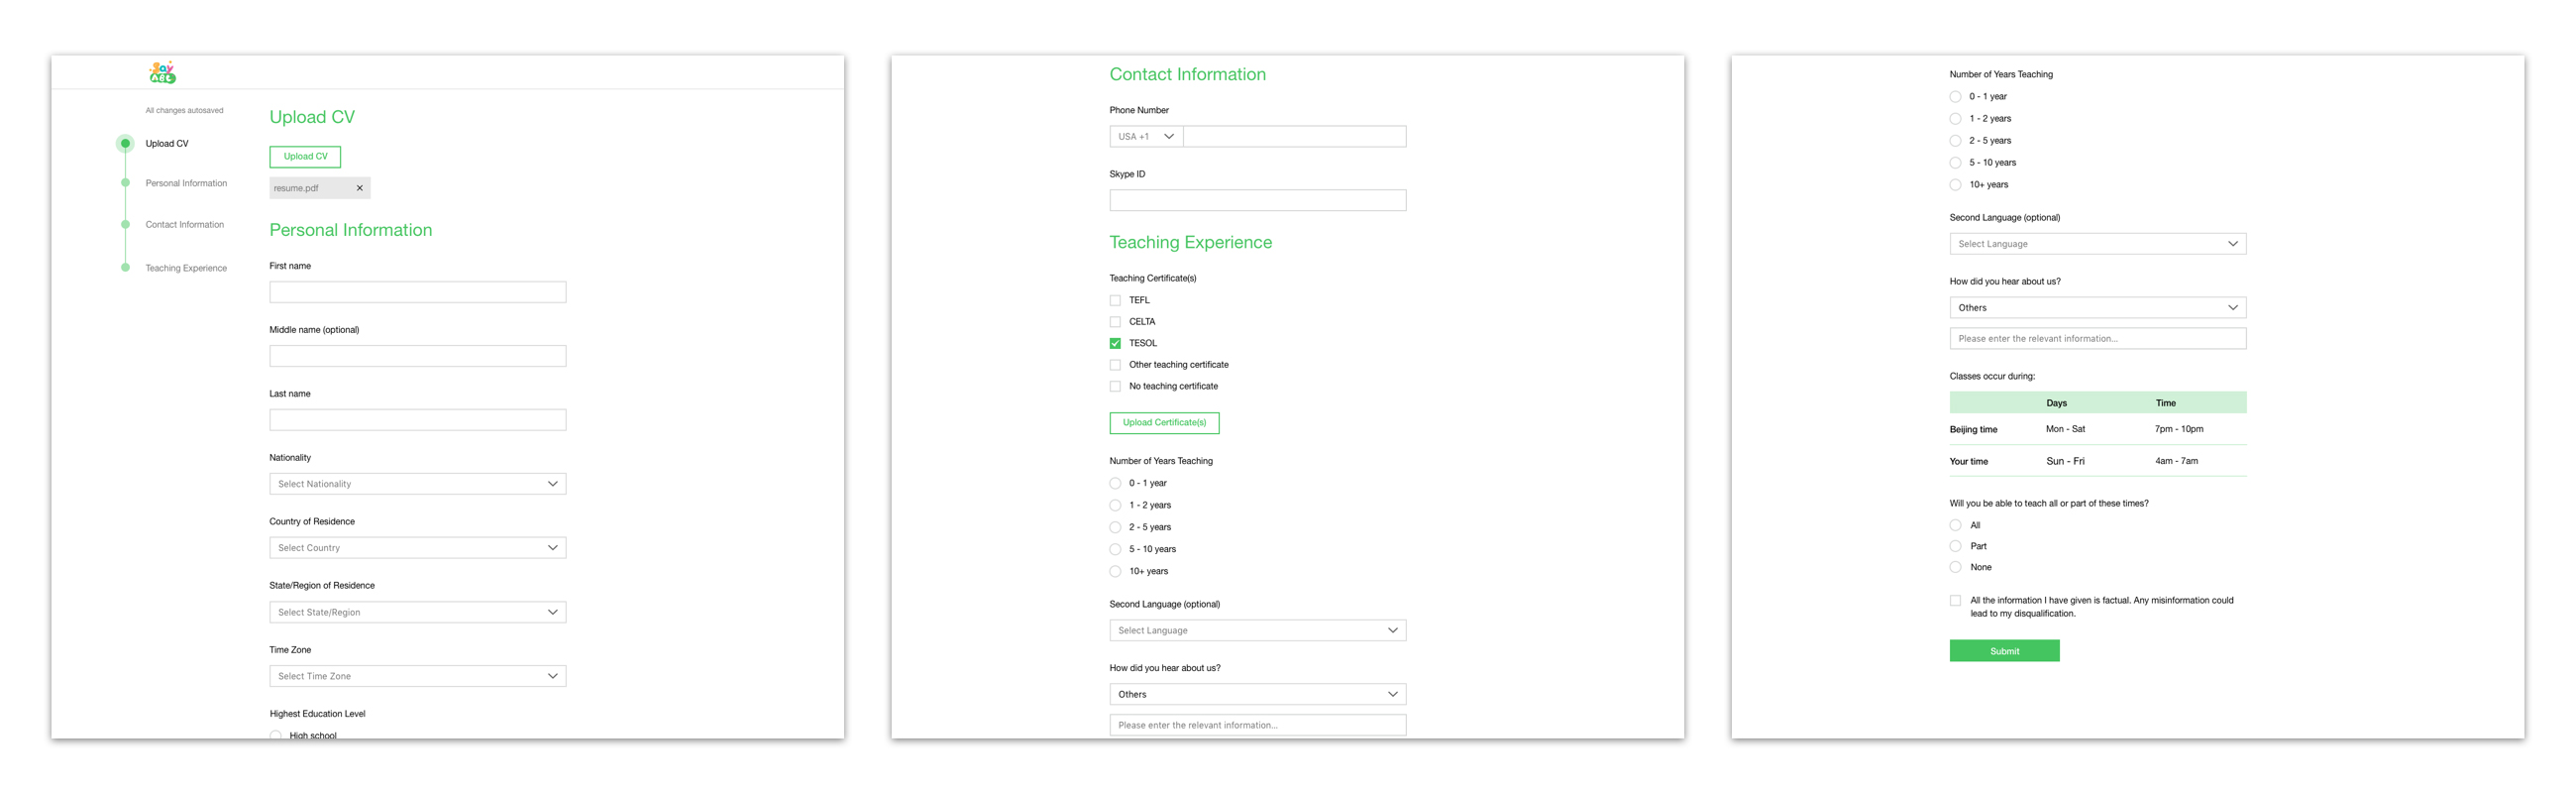 Say
ABC
All changes autosaved
Upload CV
Personal Information
Contact Information
Teaching Experience
Upload CV
Upload CV
resume.pdf
Personal Information
First name
Middle name (optional)
Last name
Nationality
Select Nationality
Country of Residence
Select Country
State/Region of Residence
Select State/Region
Time Zone
Select Time Zone
Highest Education Level
High school
Contact Information
Phone Number
USA +1
Skype ID
Teaching Experience
Teaching Certificate(s)
TEFL
CELTA
TESOL
Other teaching certificate
No teaching certificate
Upload Certificate(s)
Number of Years Teaching
0 - 1 year
1 - 2 years
2 - 5 years
5 - 10 years
10+ years
Second Language (optional)
Select Language
How did you hear about us?
Others
Please enter the relevant information...
Number of Years Teaching
0 - 1 year
1 - 2 years
2 - 5 years
5 - 10 years
10+ years
Second Language (optional)
Select Language
How did you hear about us?
Others
Please enter the relevant information...
Classes occur during:
Days Time
Beijing time Mon - Sat 7pm - 10pm
Your time Sun - Fri 4am - 7am
Will you be able to teach all or part of these times?
All
Part
None
All the information I have given is factual. Any misinformation could
lead to my disqualification.
Submit